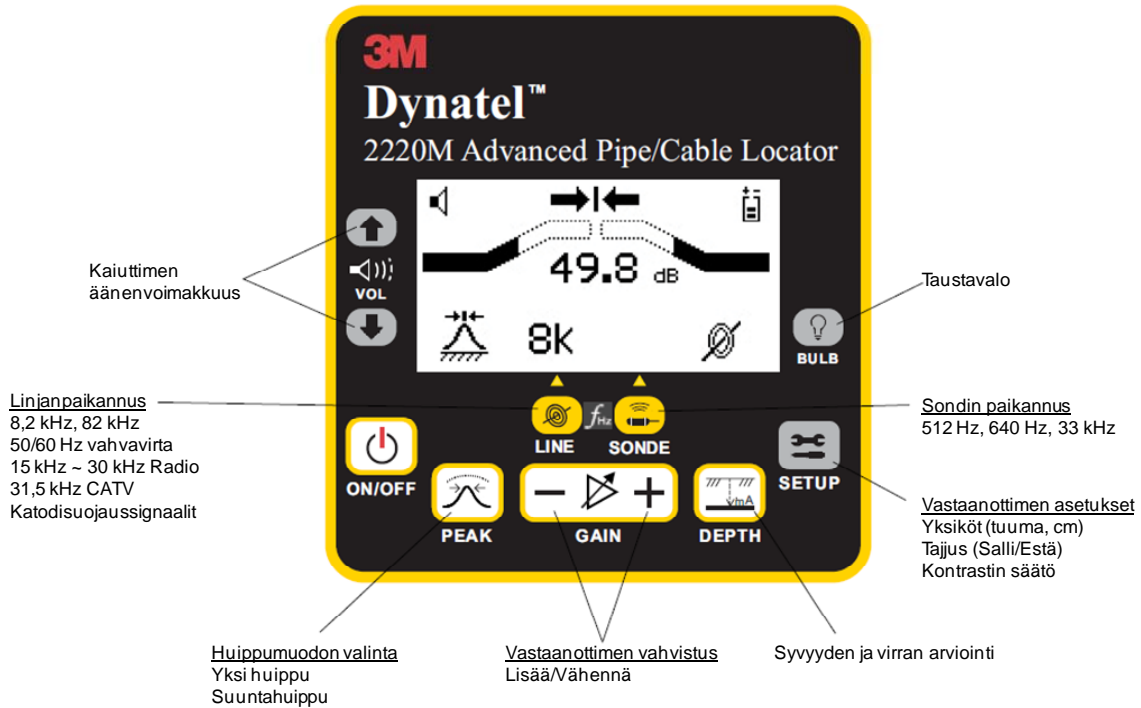 3M
Dynatel™
2220M Advanced Pipe/Cable Locator
49.8 dB
8K
VOL
BULB
LINE
fHz
SONDE
ON/OFF
PEAK
GAIN
mA
DEPTH
SETUP
Kaiuttimen
äänenvoimakkuus
Taustavalo
Linjanpaikannus
8,2 kHz, 82 kHz
50/60 Hz vahvavirta
15 kHz ~ 30 kHz Radio
31,5 kHz CATV
Katodisuojaussignaalit
Sondin paikannus
512 Hz, 640 Hz, 33 kHz
Vastaanottimen asetukset
Yksiköt (tuuma, cm)
Tajjus (Salli/Estä)
Kontrastin säätö
Huippumuodon valinta
Yksi huippu
Suuntahuippu
Vastaanottimen vahvistus
Lisää/Vähennä
Syvyyden ja virran arviointi